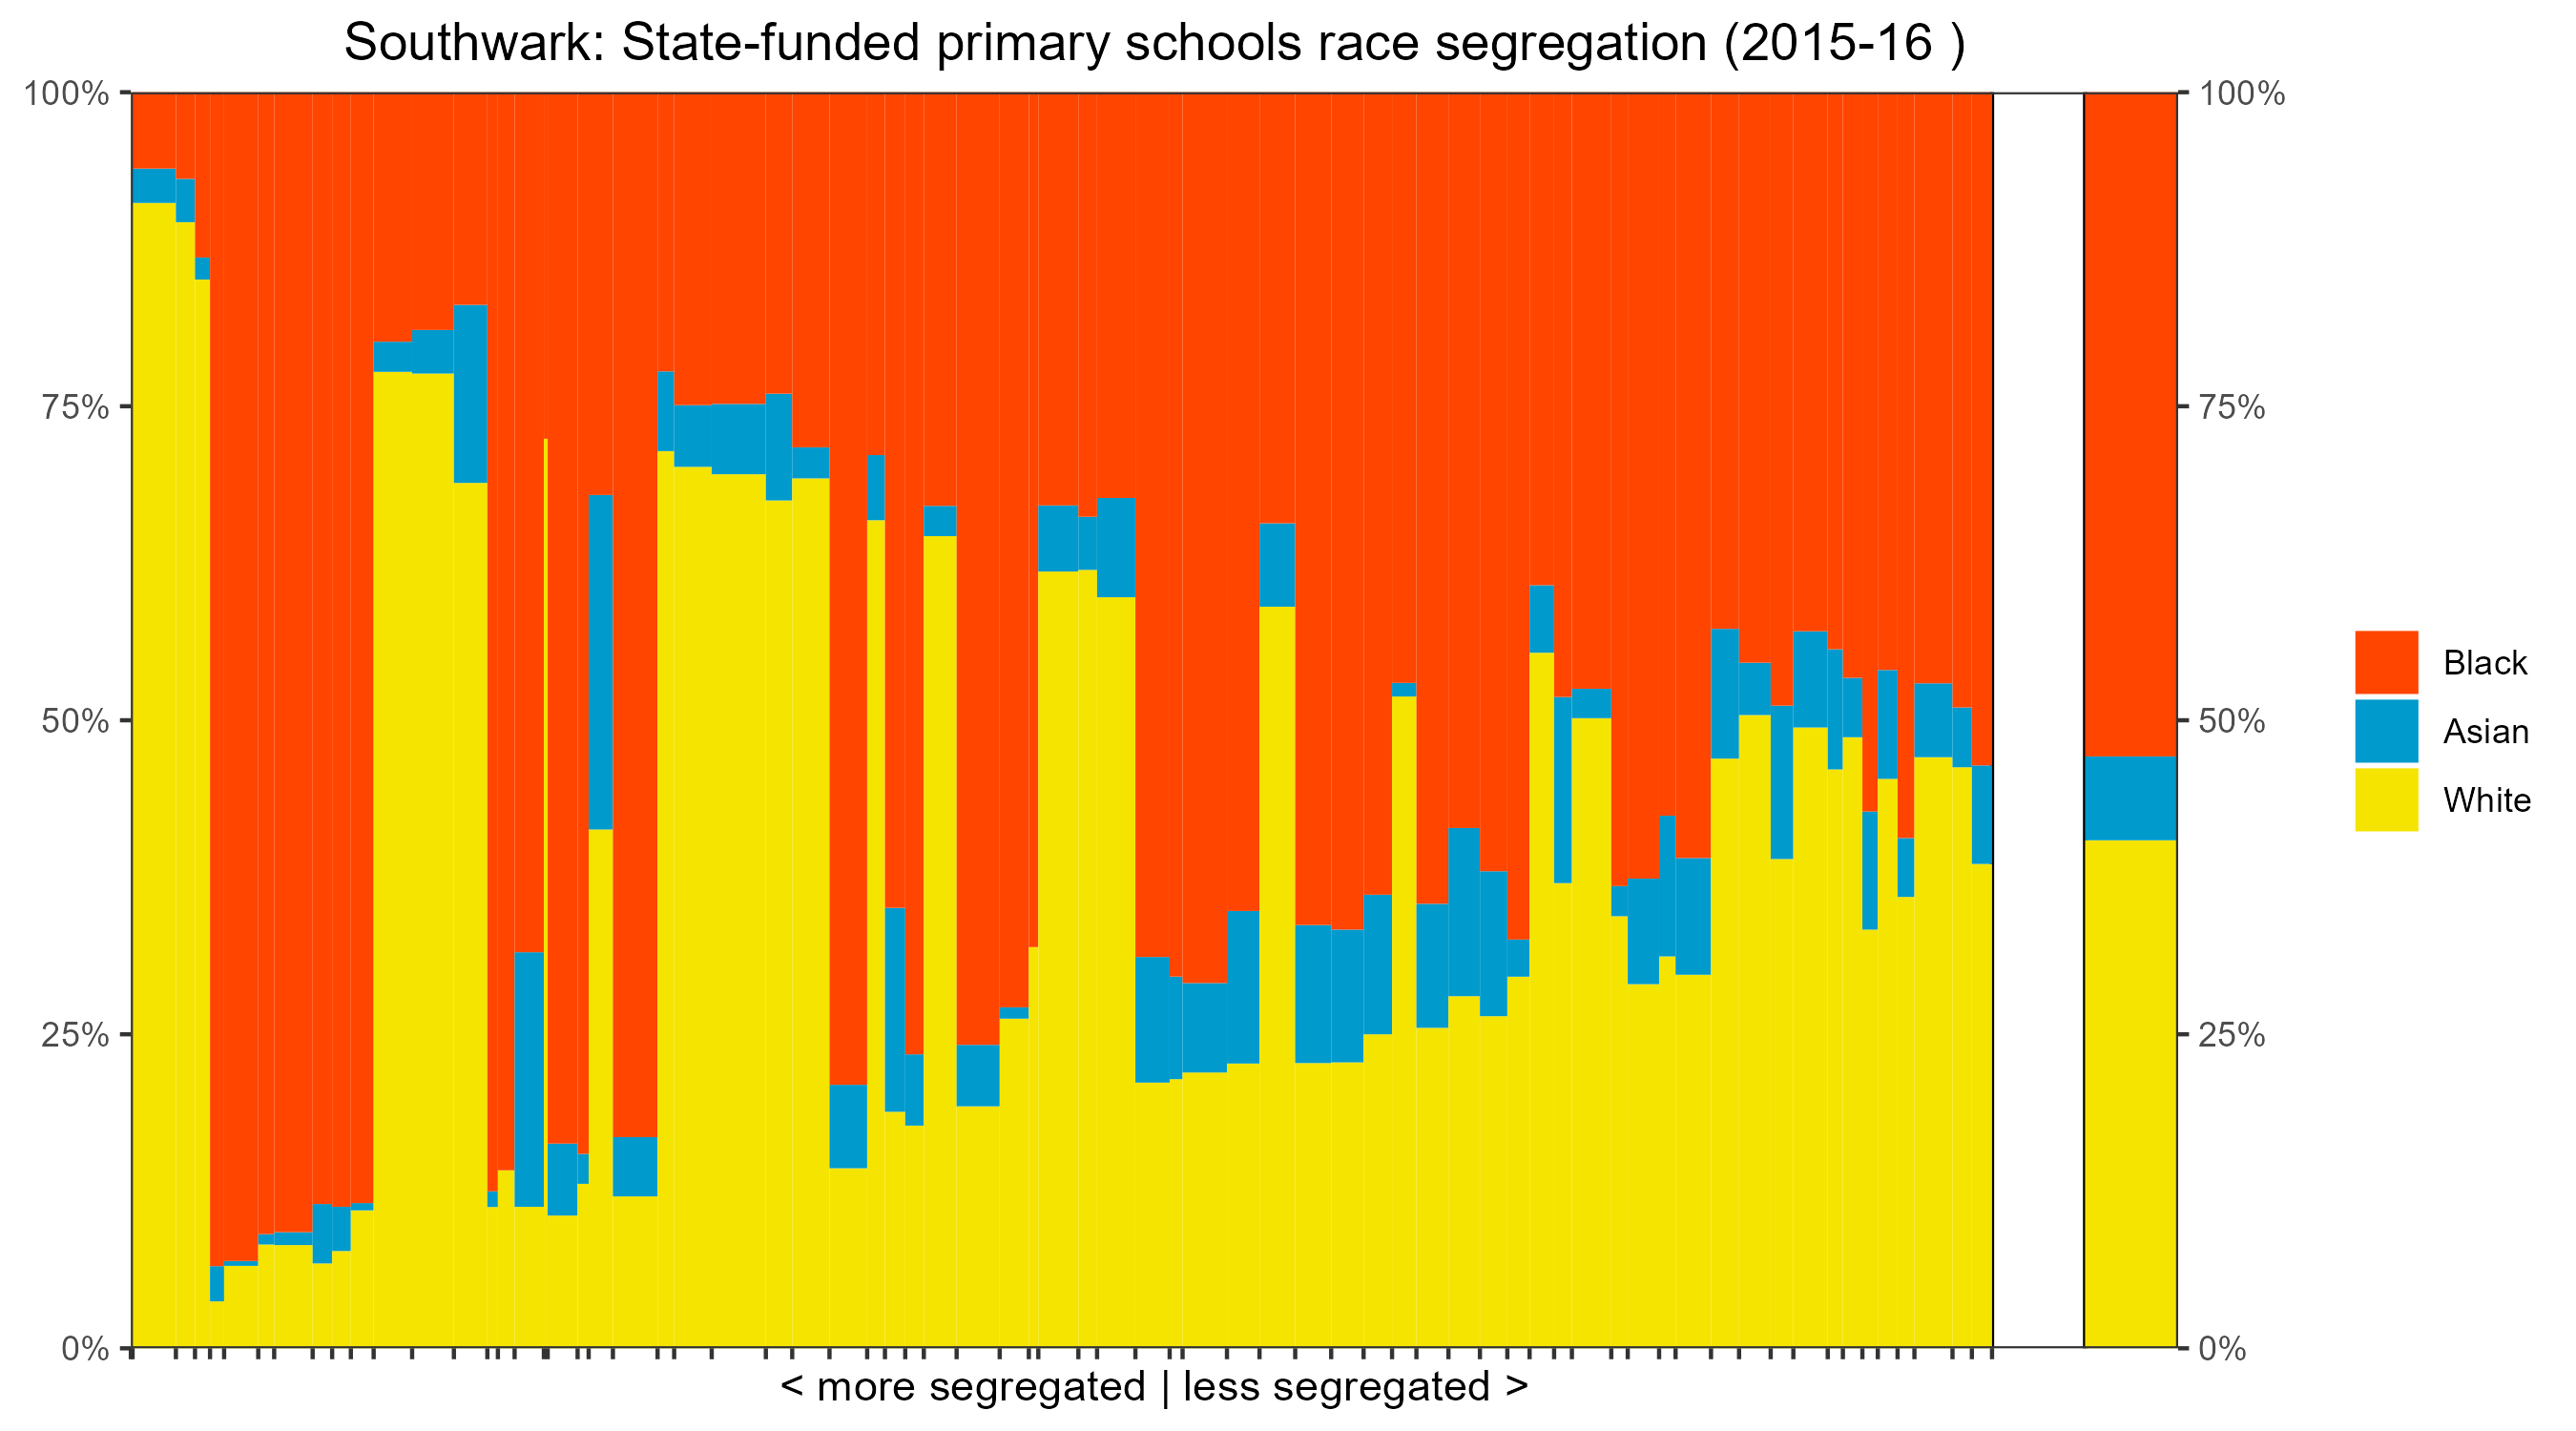 Southwark: State-funded primary schools race segregation (2015-16 )
100%
75%
50%
25%
0%
100%
75%
50%
25%
0%
Black
Asian
White
< more segregated | less segregated >